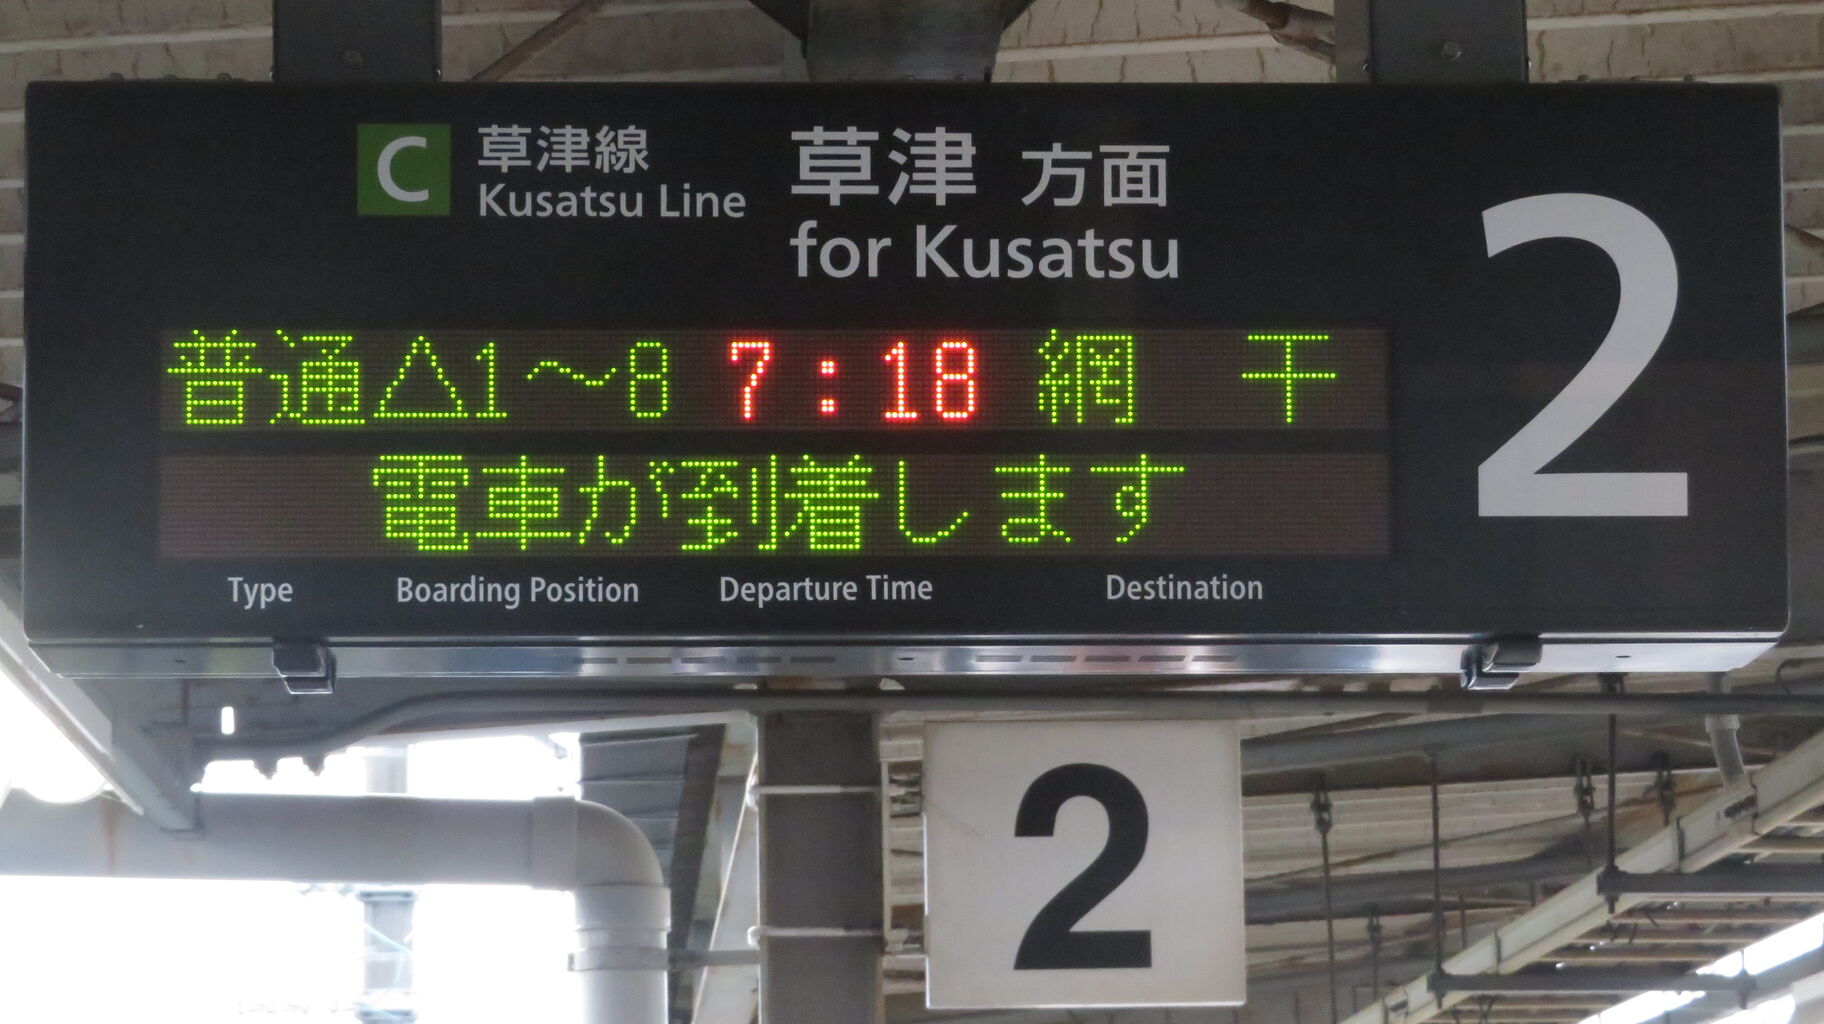 C 草津線 草津 方面
Kusatsu Line for Kusatsu
2
普通△1～8 7:18 網 干
電車が到着します
Type Boarding Position Departure Time Destination
2